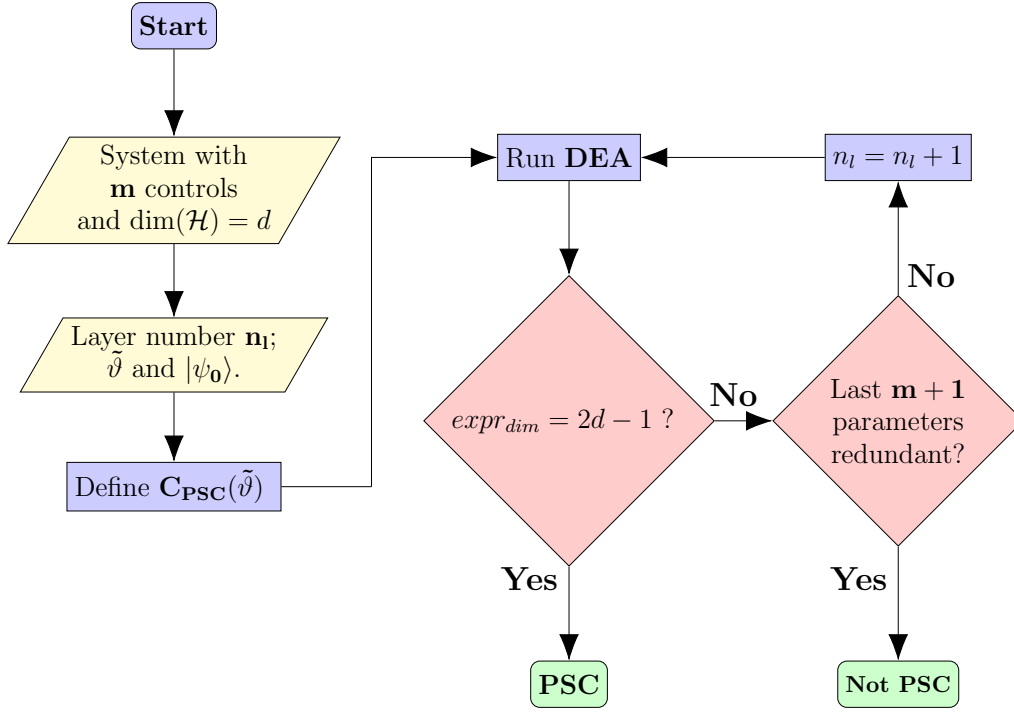 Start
System with
m controls
and dim(ℋ) = d
Layer number n_l;
ϑ̃ and |ψ_0⟩.
Define C_PSC(ϑ̃)
Run DEA
n_l = n_l + 1
expr_dim = 2d − 1 ?
No
Last m + 1
parameters
redundant?
No
Yes
Yes
PSC
Not PSC